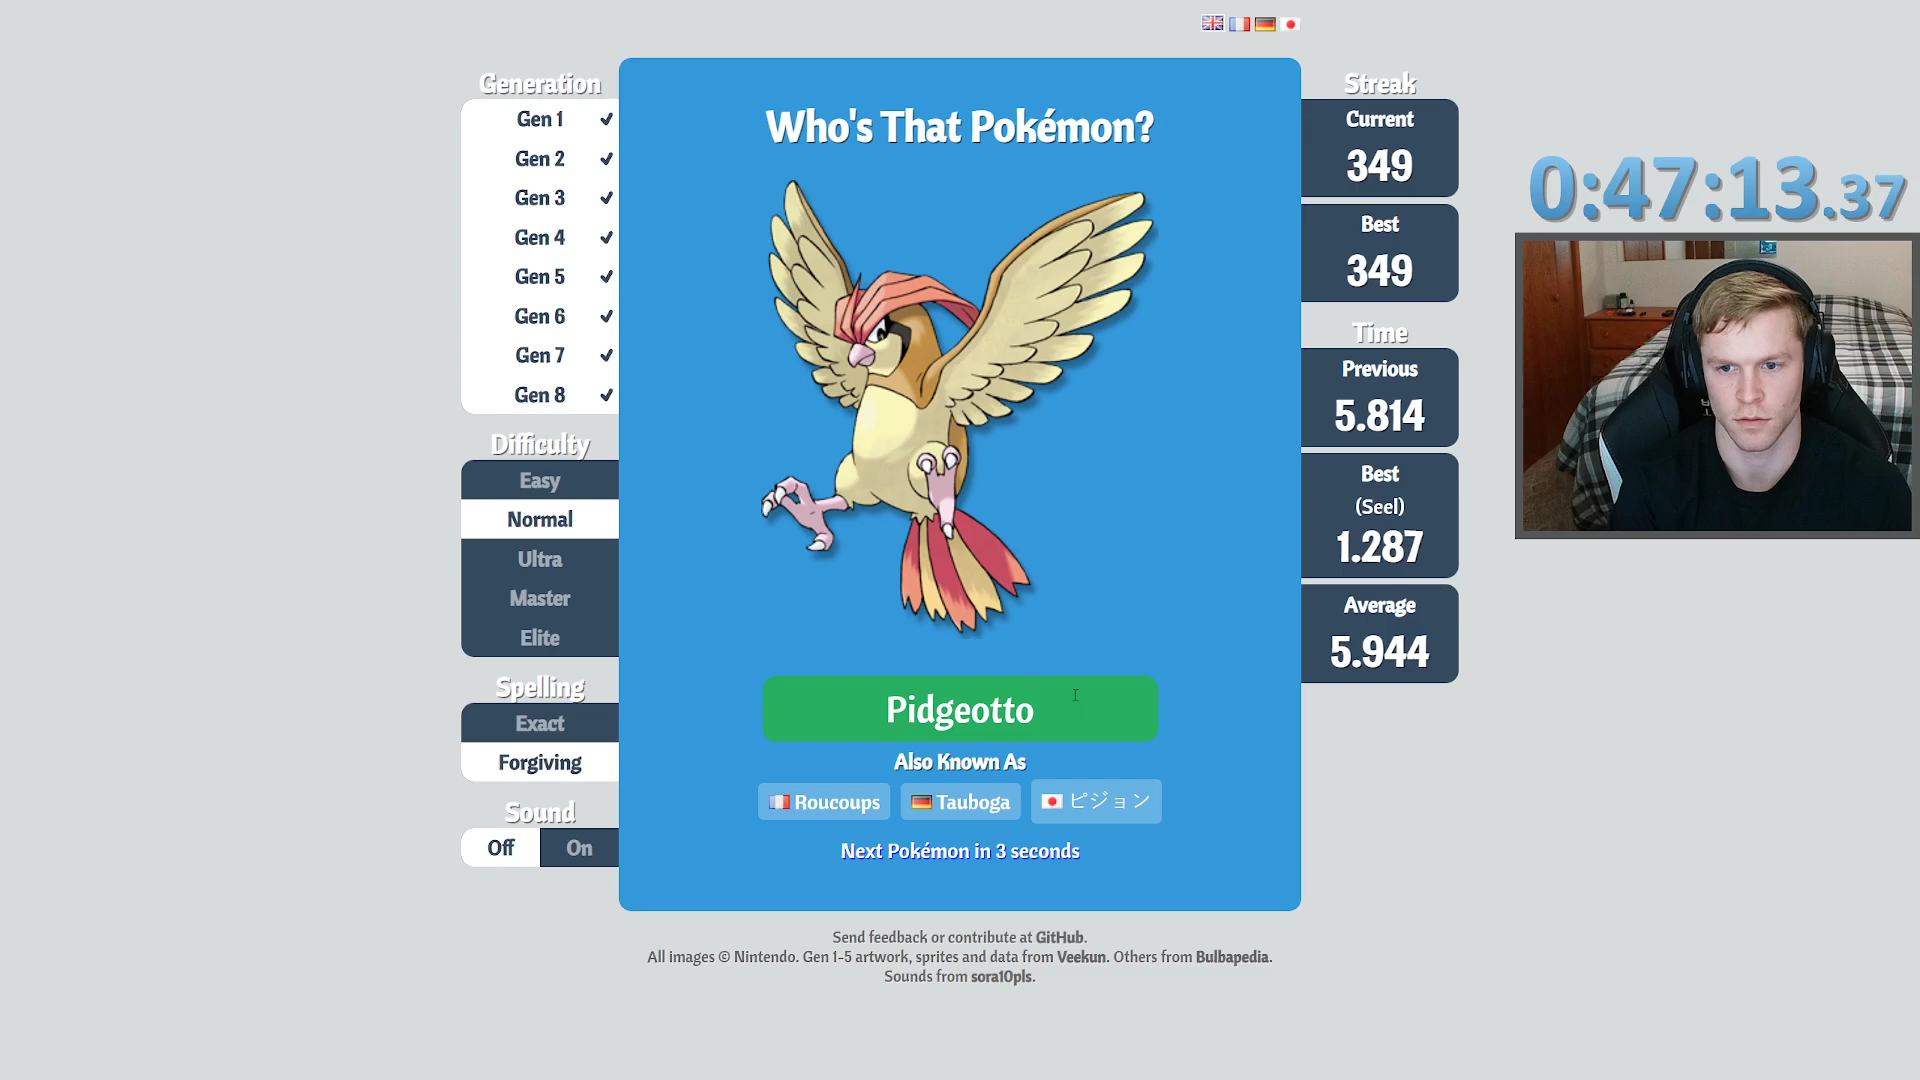 Generation
Gen 1
Gen 2
Gen 3
Gen 4
Gen 5
Gen 6
Gen 7
Gen 8
Difficulty
Easy
Normal
Ultra
Master
Elite
Spelling
Exact
Forgiving
Sound
Off On
Who's That Pokémon?
Pidgeotto
Also Known As
Roucoups Tauboga ピジョン
Next Pokémon in 3 seconds
Send feedback or contribute at GitHub.
All images © Nintendo. Gen 1-5 artwork, sprites and data from Veekun. Others from Bulbapedia.
Sounds from sora10pls.
Streak
Current
349
Best
349
Time
Previous
5.814
Best
(Seel)
1.287
Average
5.944
0:47:13.37